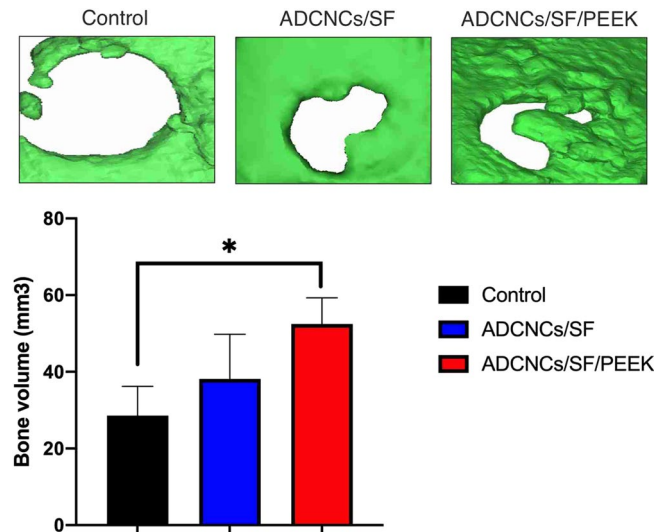 Control ADCNCs/SF ADCNCs/SF/PEEK
80
60
40
20
0
Bone volume (mm3)
*
Control
ADCNCs/SF
ADCNCs/SF/PEEK